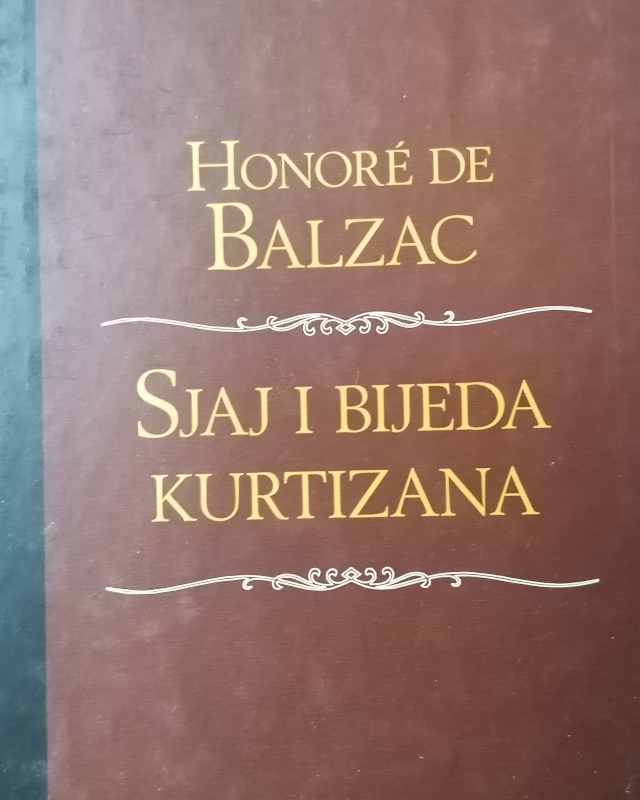 Honoré de
Balzac
Sjaj i bijeda
kurtizana